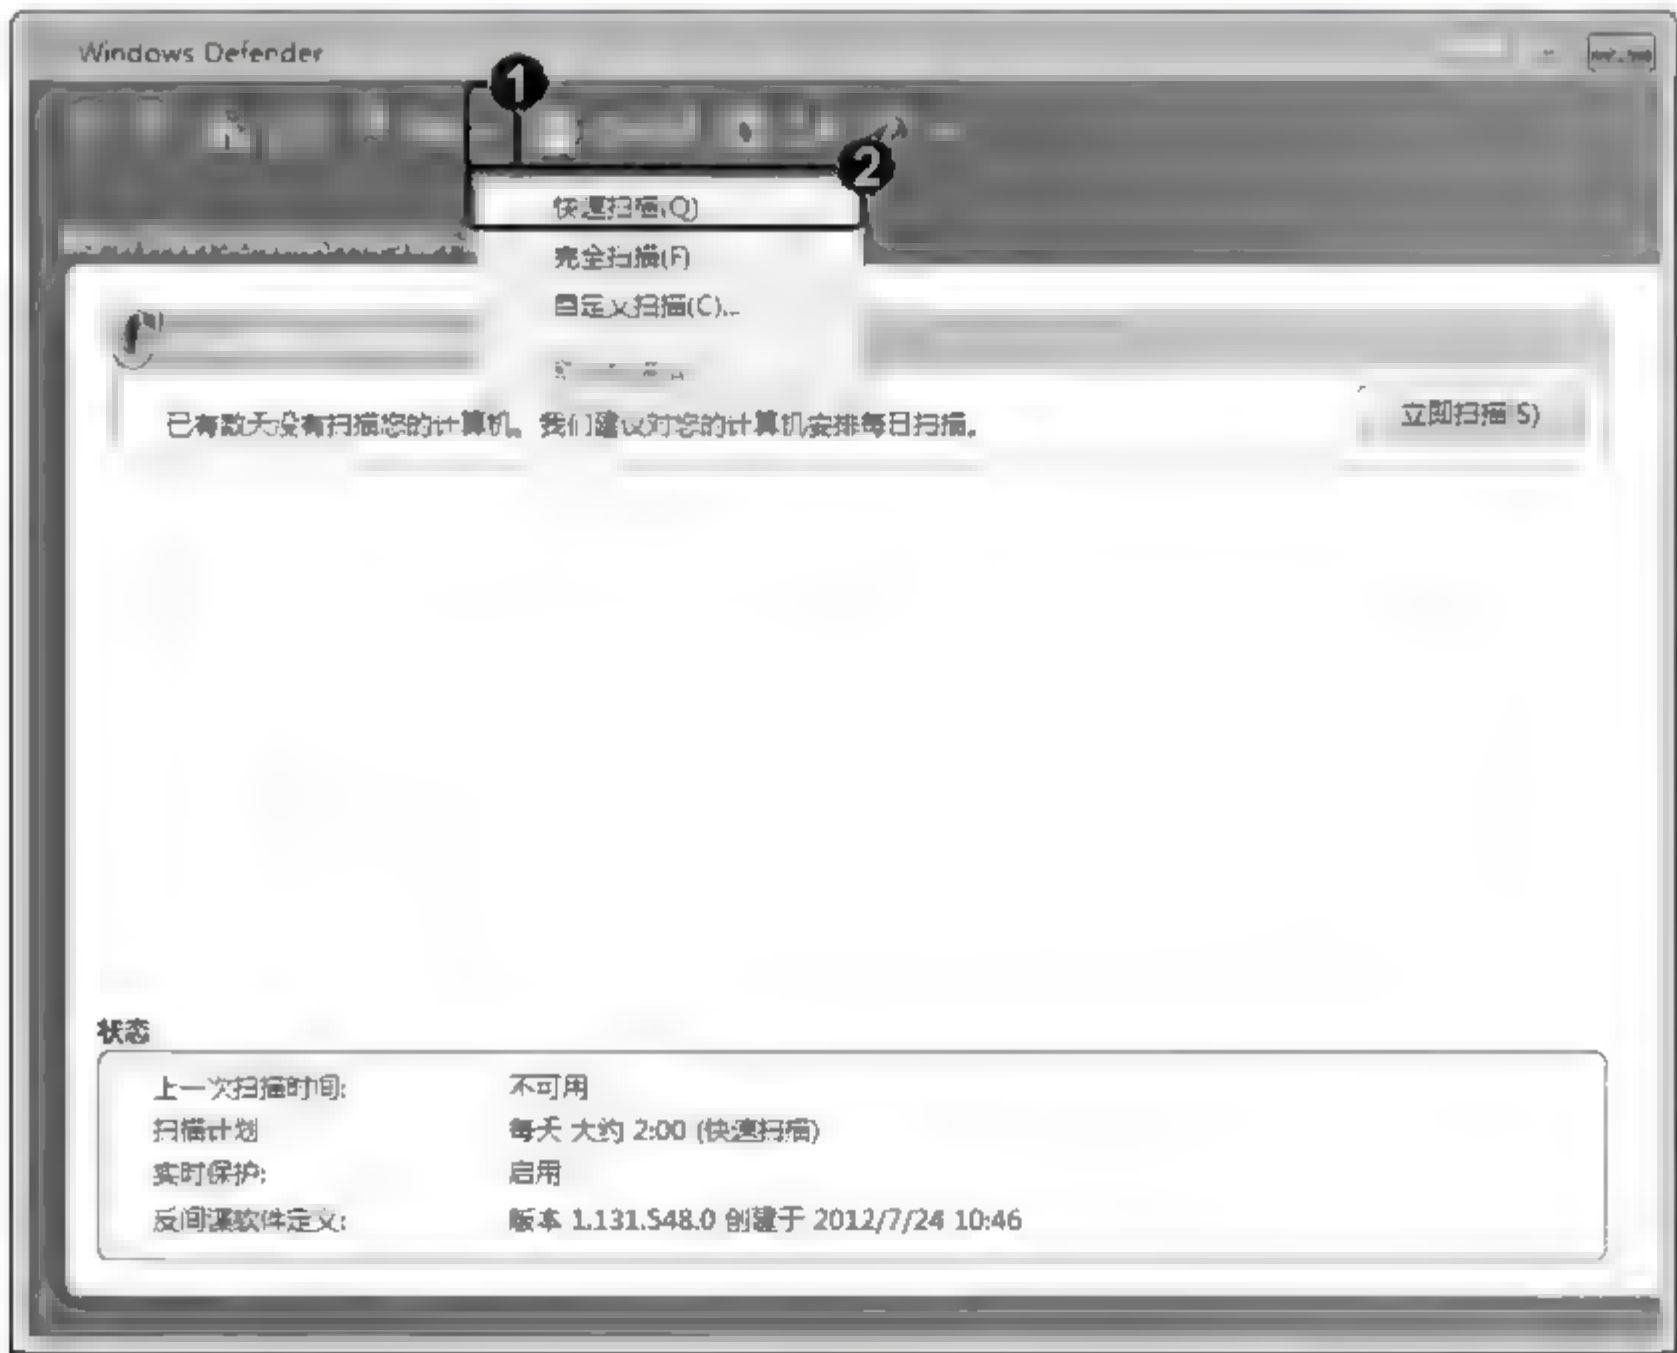 Windows Defender
1
2
快速扫描(Q)
完全扫描(F)
自定义扫描(C)...
已有数天没有扫描您的计算机。我们建议对您的计算机安排每日扫描。
立即扫描 S)
状态
上一次扫描时间: 不可用
扫描计划 每天 大约 2:00 (快速扫描)
实时保护: 启用
反间谍软件定义: 版本 1.131.548.0 创建于 2012/7/24 10:46